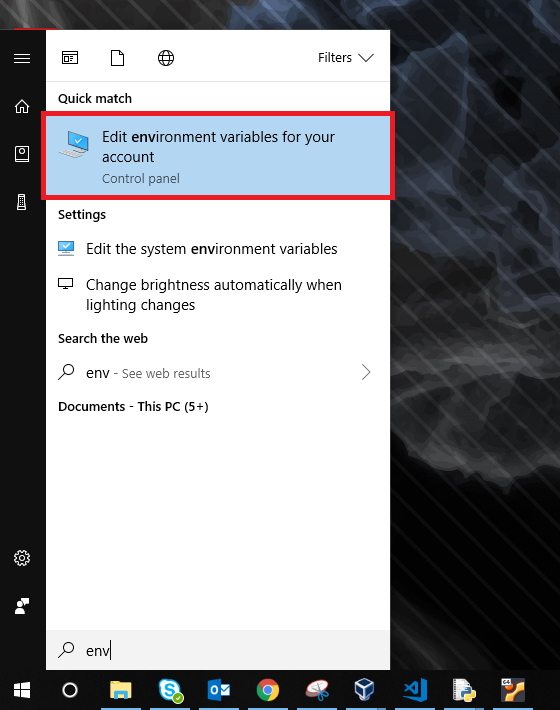 Filters
Quick match
Edit environment variables for your
account
Control panel
Settings
Edit the system environment variables
Change brightness automatically when
lighting changes
Search the web
env - See web results
Documents - This PC (5+)
env